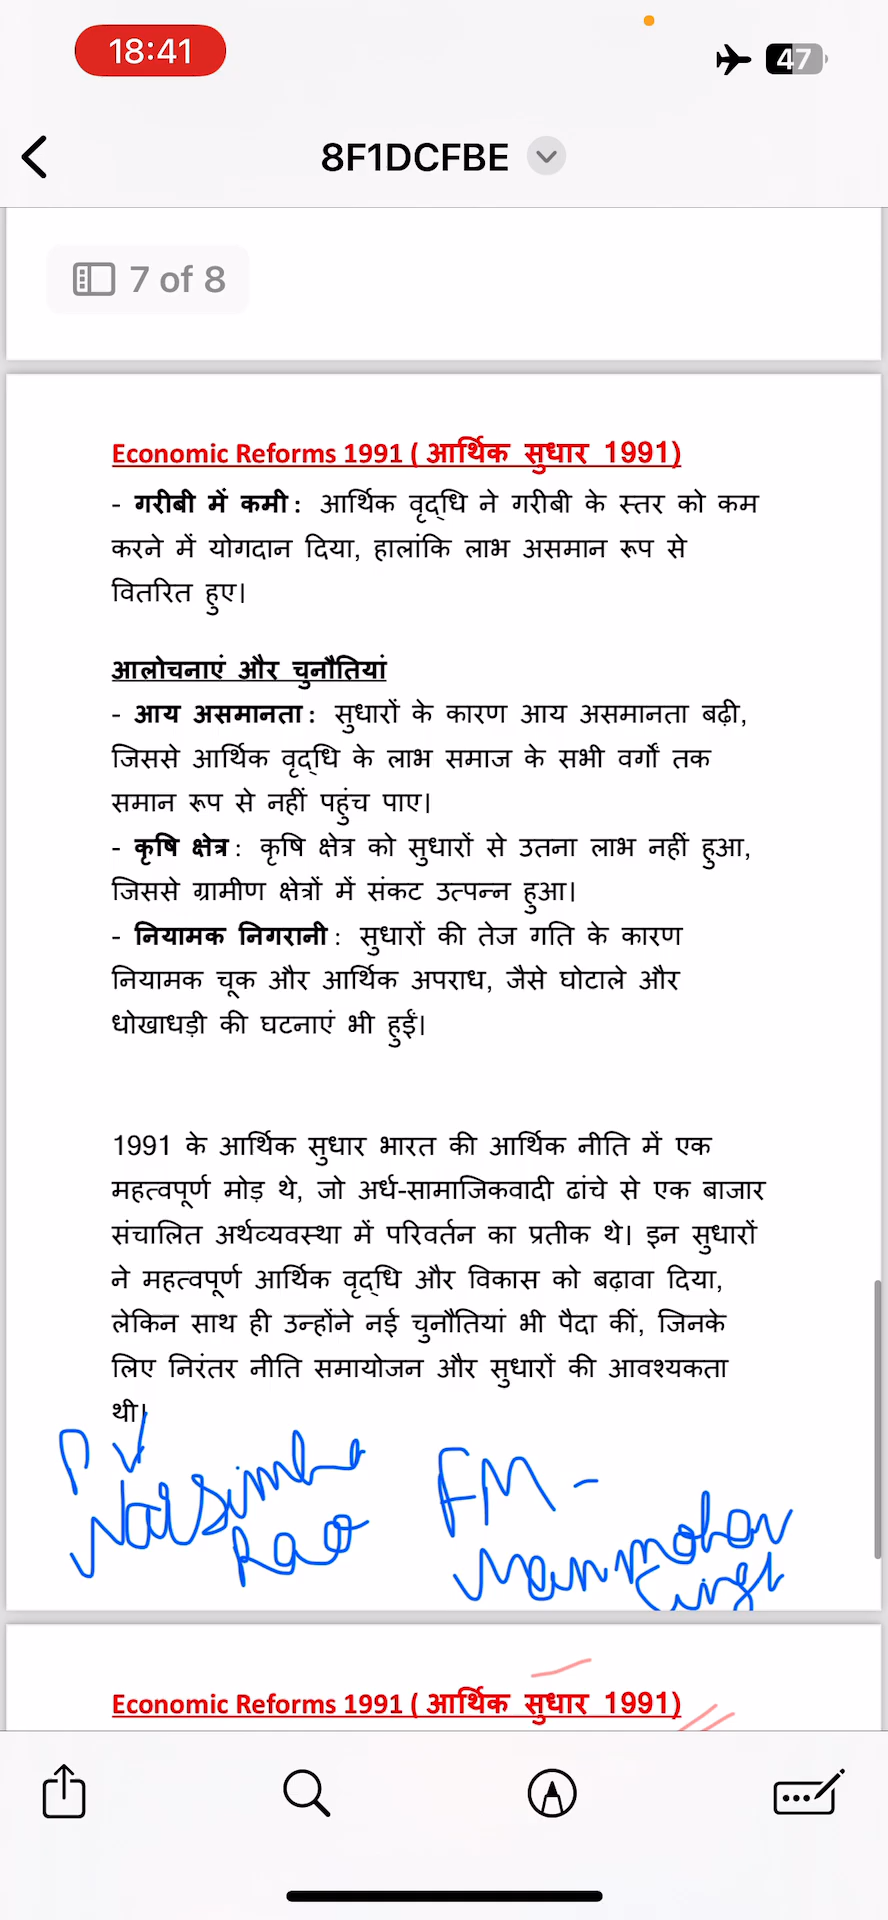 18:41
47
8F1DCFBE
7 of 8
Economic Reforms 1991 ( आर्थिक सुधार 1991)
- गरीबी में कमी: आर्थिक वृद्धि ने गरीबी के स्तर को कम
करने में योगदान दिया, हालांकि लाभ असमान रूप से
वितरित हुए।
आलोचनाएं और चुनौतियां
- आय असमानता: सुधारों के कारण आय असमानता बढ़ी,
जिससे आर्थिक वृद्धि के लाभ समाज के सभी वर्गों तक
समान रूप से नहीं पहुंच पाए।
- कृषि क्षेत्र: कृषि क्षेत्र को सुधारों से उतना लाभ नहीं हुआ,
जिससे ग्रामीण क्षेत्रों में संकट उत्पन्न हुआ।
- नियामक निगरानी: सुधारों की तेज गति के कारण
नियामक चूक और आर्थिक अपराध, जैसे घोटाले और
धोखाधड़ी की घटनाएं भी हुईं।
1991 के आर्थिक सुधार भारत की आर्थिक नीति में एक
महत्वपूर्ण मोड़ थे, जो अर्ध-सामाजिकवादी ढांचे से एक बाजार
संचालित अर्थव्यवस्था में परिवर्तन का प्रतीक थे। इन सुधारों
ने महत्वपूर्ण आर्थिक वृद्धि और विकास को बढ़ावा दिया,
लेकिन साथ ही उन्होंने नई चुनौतियां भी पैदा कीं, जिनके
लिए निरंतर नीति समायोजन और सुधारों की आवश्यकता
थी।
P V
Narsimha
Rao
FM -
Manmohan
Singh
Economic Reforms 1991 ( आर्थिक सुधार 1991)